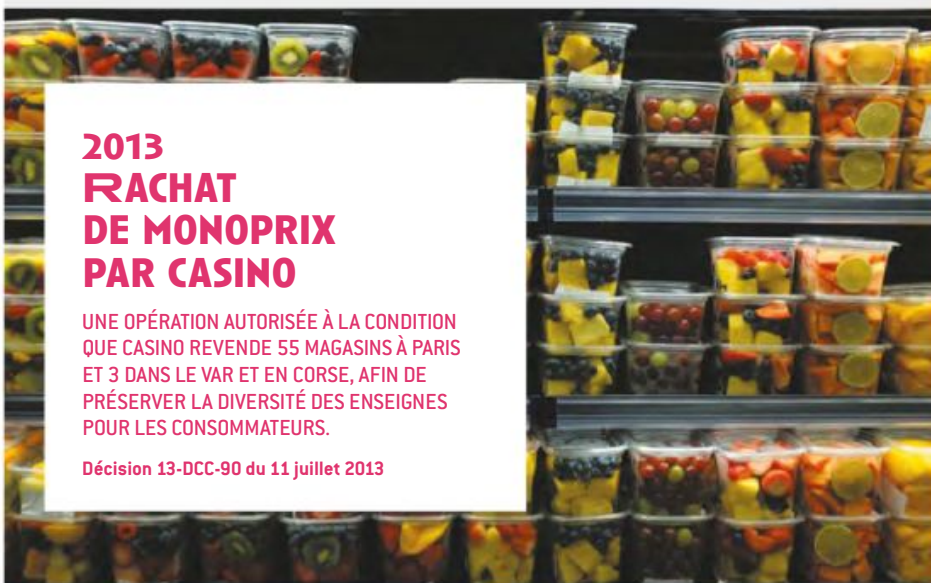 2013
RACHAT
DE MONOPRIX
PAR CASINO
UNE OPÉRATION AUTORISÉE À LA CONDITION
QUE CASINO REVENDE 55 MAGASINS À PARIS
ET 3 DANS LE VAR ET EN CORSE, AFIN DE
PRÉSERVER LA DIVERSITÉ DES ENSEIGNES
POUR LES CONSOMMATEURS.
Décision 13-DCC-90 du 11 juillet 2013